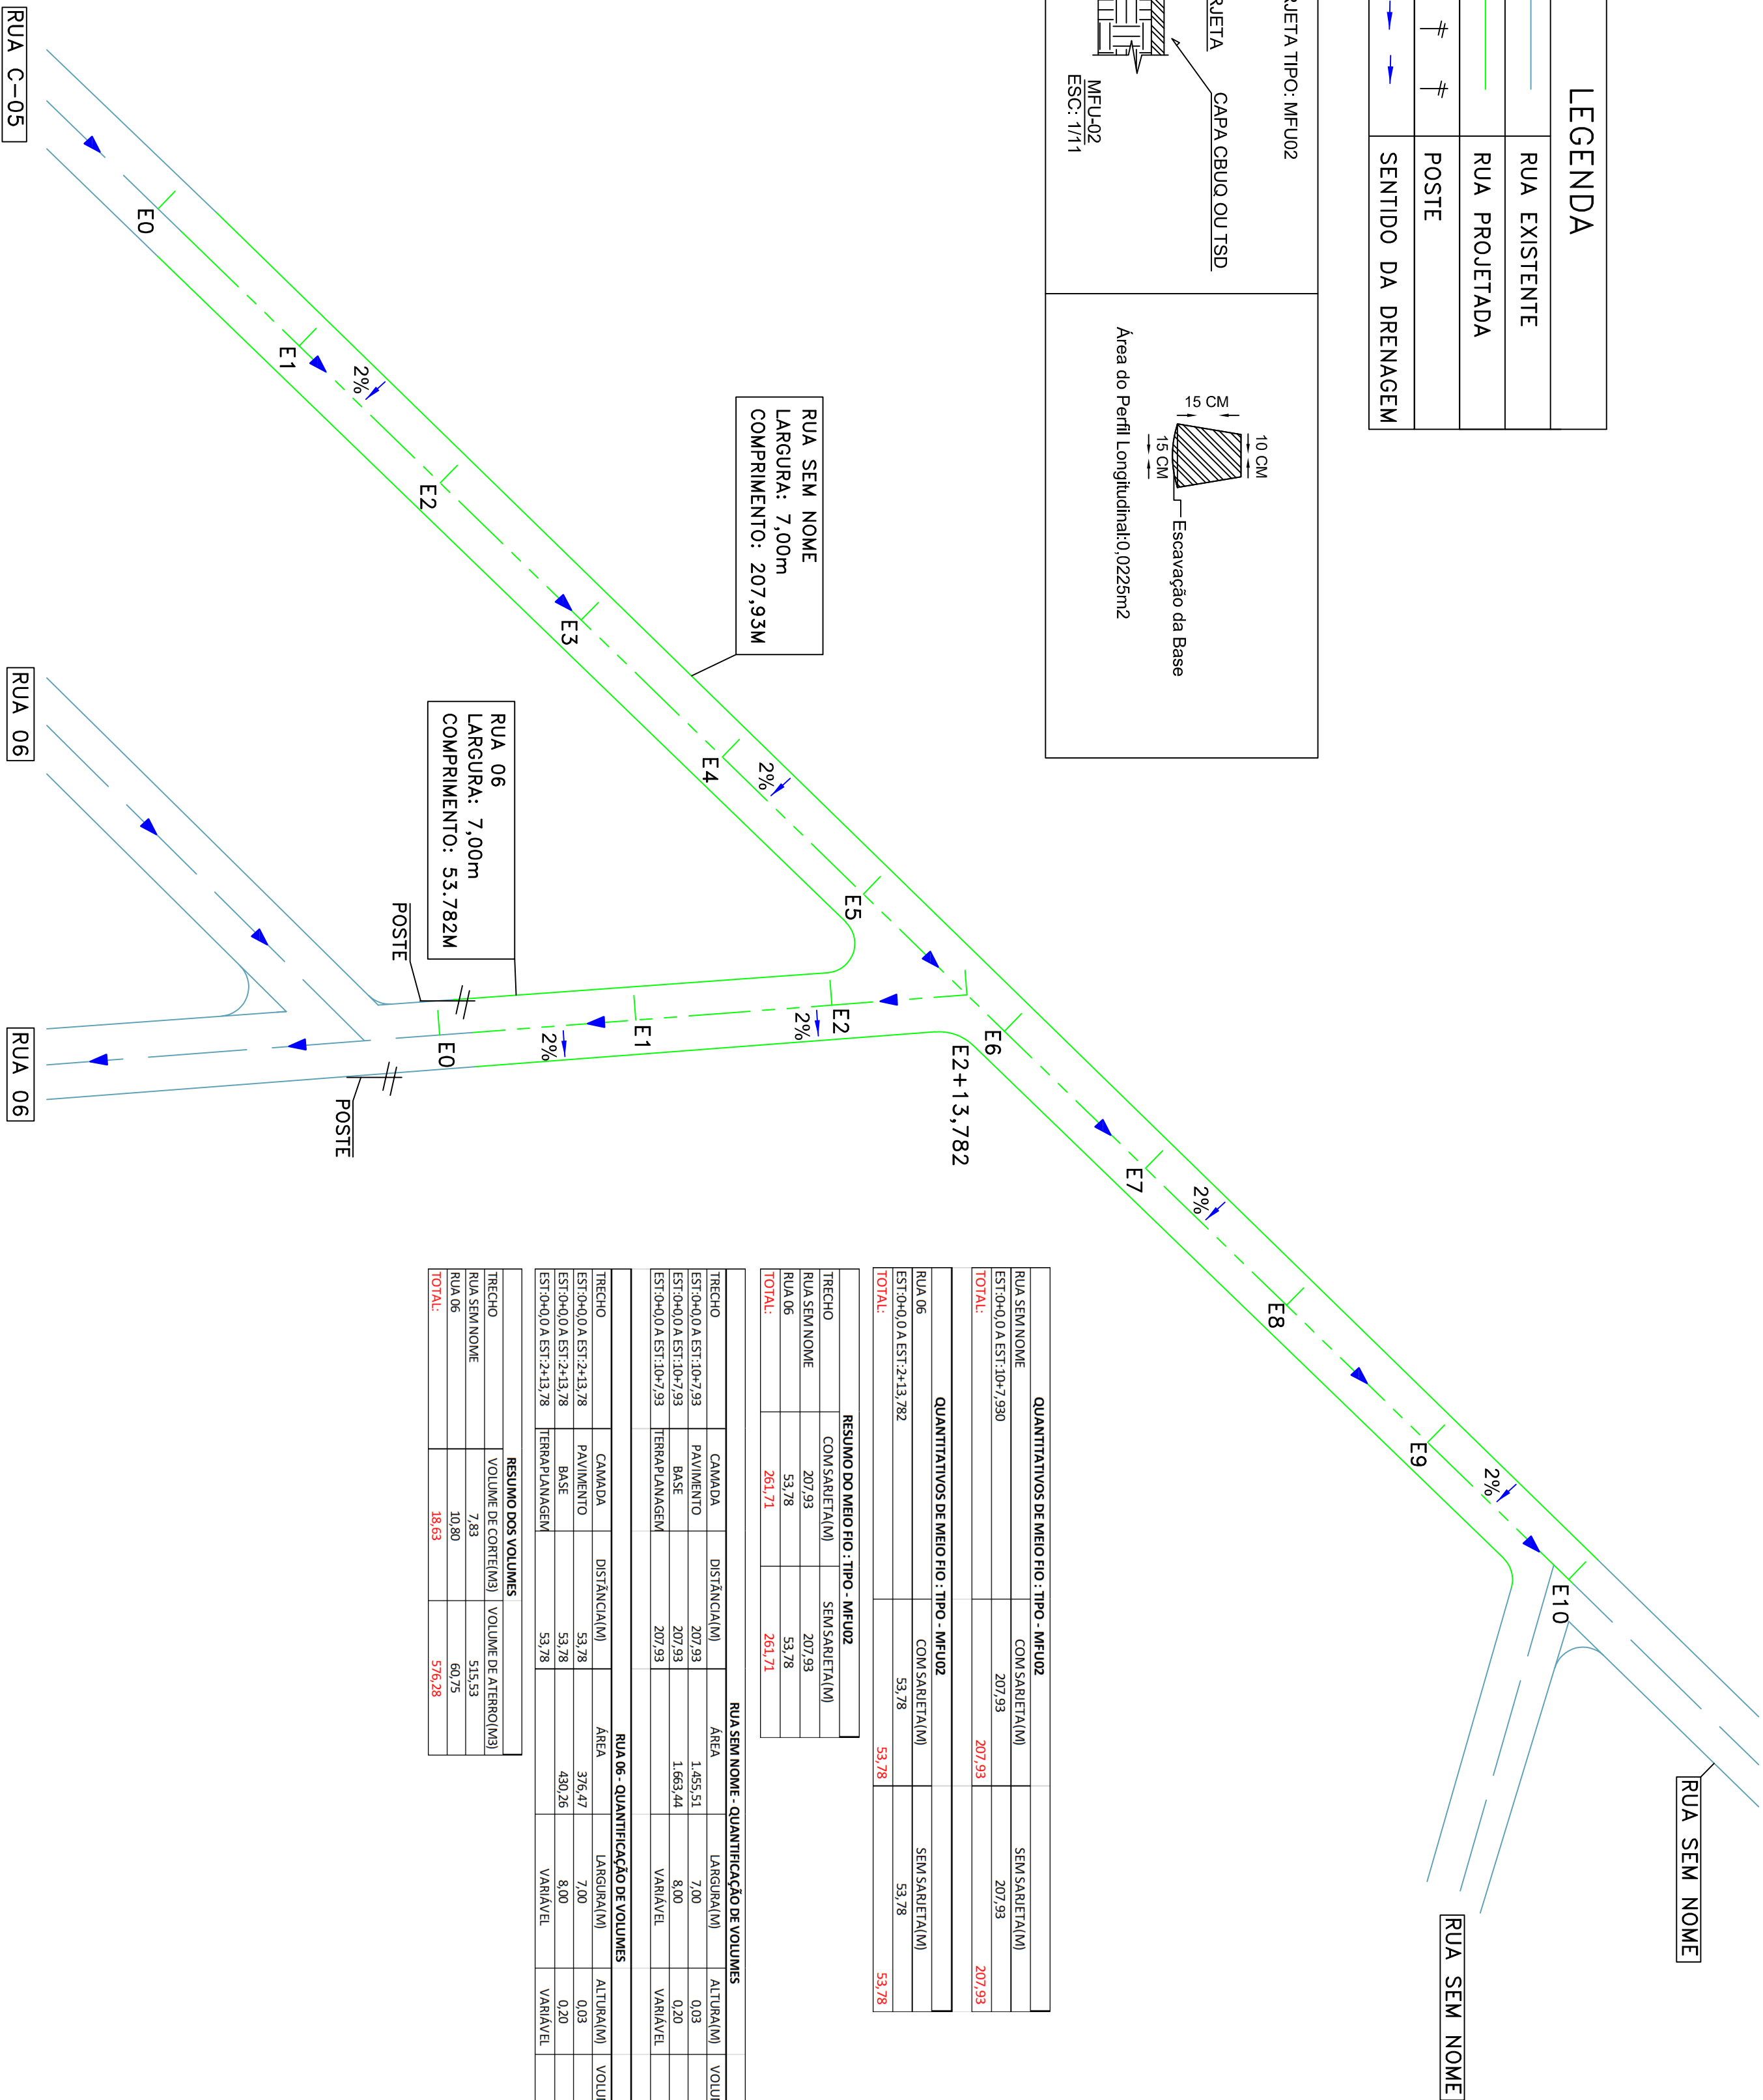 LEGENDA
RUA EXISTENTE
RUA PROJETADA
POSTE
SENTIDO DA DRENAGEM
RJETA TIPO: MFU02
RJETA
CAPA CBUQ OU TSD
MFU-02
ESC: 1/11
10 CM
15 CM
15 CM
Escavação da Base
Área do Perfil Longitudinal:0,0225m2
RUA SEM NOME
LARGURA: 7,00m
COMPRIMENTO: 207,93M
RUA 06
LARGURA: 7,00m
COMPRIMENTO: 53.782M
RUA C-05
E0
E1
2%
E2
E3
E4
2%
E5
E6
E2+13,782
E7
2%
E8
E9
2%
E10
RUA SEM NOME
RUA SEM NOME
E2
2%
E1
2%
E0
POSTE
POSTE
RUA 06
RUA 06
QUANTITATIVOS DE MEIO FIO : TIPO - MFU02
RUA SEM NOME COM SARJETA(M) SEM SARJETA(M)
EST:0+0,0 A EST:10+7,930 207,93 207,93
TOTAL: 207,93 207,93
QUANTITATIVOS DE MEIO FIO : TIPO - MFU02
RUA 06 COM SARJETA(M) SEM SARJETA(M)
EST:0+0,0 A EST:2+13,782 53,78 53,78
TOTAL: 53,78 53,78
RESUMO DO MEIO FIO : TIPO - MFU02
TRECHO COM SARJETA(M) SEM SARJETA(M)
RUA SEM NOME 207,93 207,93
RUA 06 53,78 53,78
TOTAL: 261,71 261,71
RUA SEM NOME - QUANTIFICAÇÃO DE VOLUMES
TRECHO CAMADA DISTÂNCIA(M) ÁREA LARGURA(M) ALTURA(M) VOLU
EST:0+0,0 A EST:10+7,93 PAVIMENTO 207,93 1.455,51 7,00 0,03
EST:0+0,0 A EST:10+7,93 BASE 207,93 1.663,44 8,00 0,20
EST:0+0,0 A EST:10+7,93 TERRAPLANAGEM 207,93 VARIÁVEL VARIÁVEL
RUA 06 - QUANTIFICAÇÃO DE VOLUMES
TRECHO CAMADA DISTÂNCIA(M) ÁREA LARGURA(M) ALTURA(M) VOLU
EST:0+0,0 A EST:2+13,78 PAVIMENTO 53,78 376,47 7,00 0,03
EST:0+0,0 A EST:2+13,78 BASE 53,78 430,26 8,00 0,20
EST:0+0,0 A EST:2+13,78 TERRAPLANAGEM 53,78 VARIÁVEL VARIÁVEL
RESUMO DOS VOLUMES
TRECHO VOLUME DE CORTE(M3) VOLUME DE ATERRO(M3)
RUA SEM NOME 7,83 515,53
RUA 06 10,80 60,75
TOTAL: 18,63 576,28